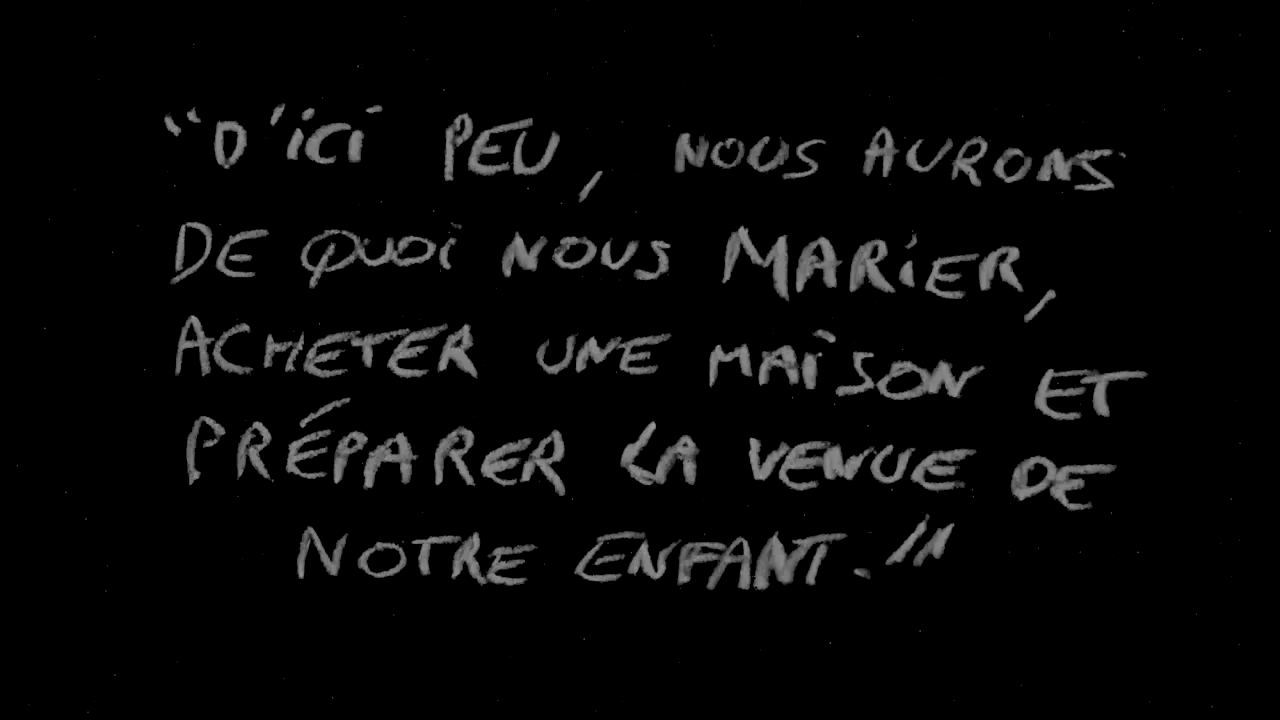 "D'iCi PEU, NOUS AURONS
DE QUOi NOUS MARiER,
ACHETER UNE MAiSON ET
PRÉPARER LA VENUE DE
NOTRE ENFANT."